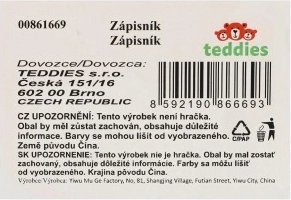 00861669 Zápisník
Zápisník
teddies
Dovozce/Dovozca:
TEDDIES s.r.o.
Česká 151/16
602 00 Brno
CZECH REPUBLIC
8 592190 866693
C/PAP
CZ UPOZORNĚNÍ: Tento výrobek není hračka.
Obal by měl zůstat zachován, obsahuje důležité
informace. Barvy se mohou lišit od vyobrazeného.
Země původu Čína.
SK UPOZORNENIE: Tento výrobok nie je hračka. Obal by mal zostať
zachovaný, obsahuje dôležité informácie. Farby sa môžu líšiť
od vyobrazeného. Krajina pôvodu Čína.
Výrobce/Výrobca: Yiwu Mu Ge Factory, No, 81, Shangjing Village, Futian Street, Yiwu City, China